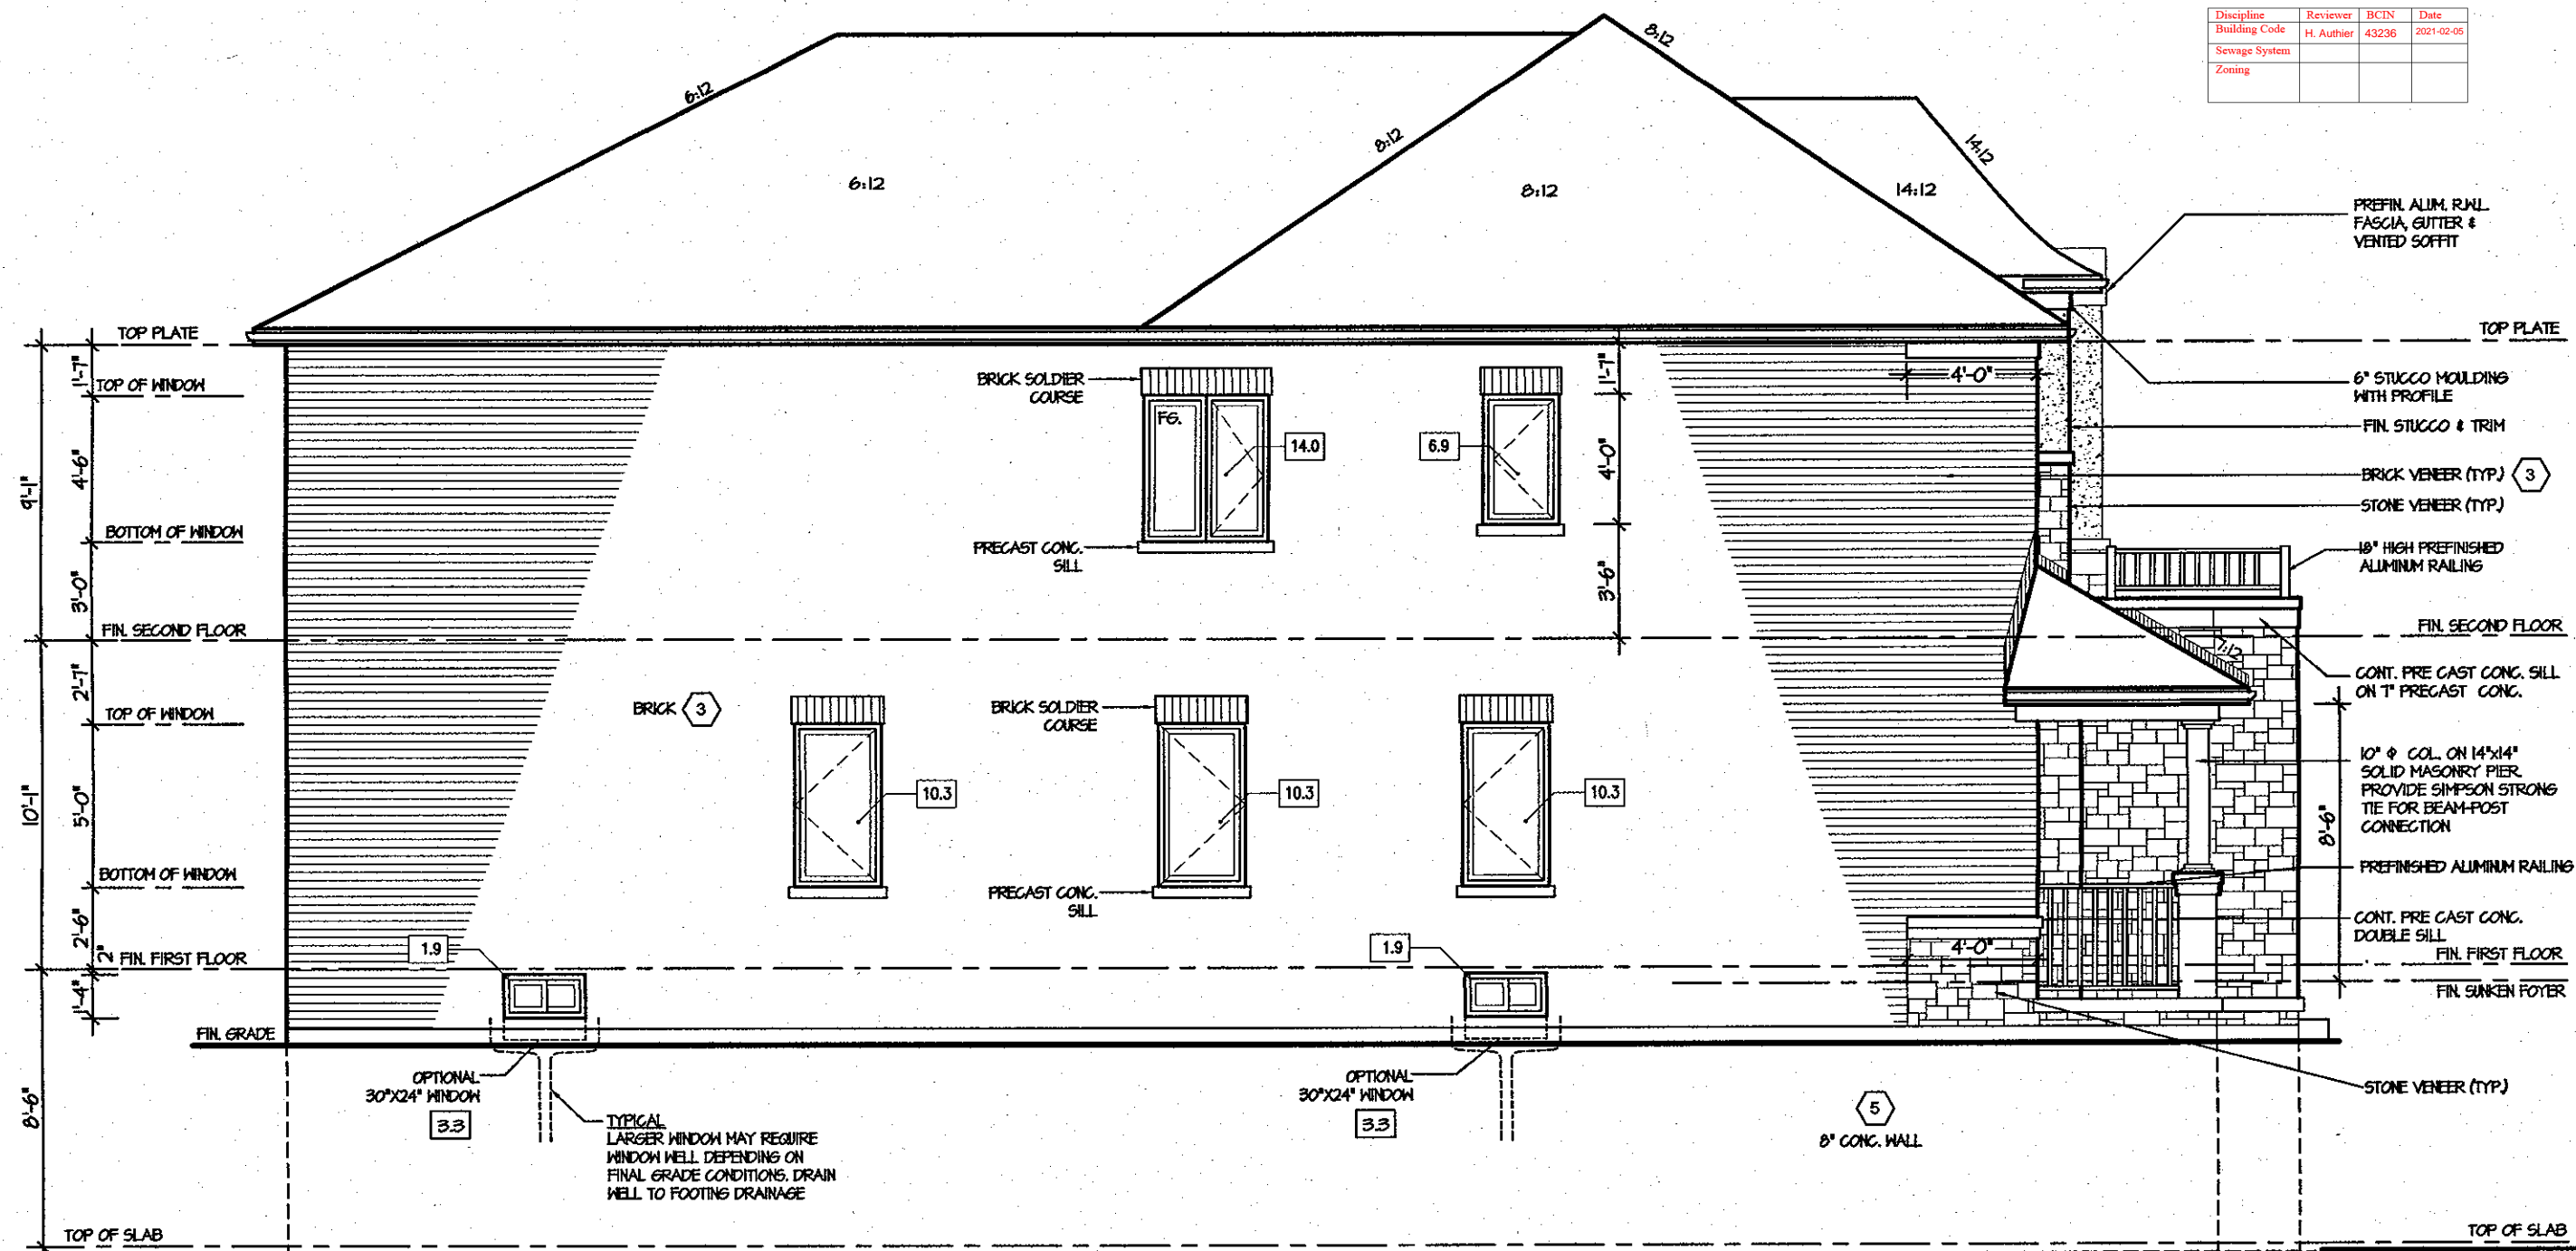 Discipline Reviewer BCIN Date
Building Code H. Authier 43236 2021-02-05
Sewage System
Zoning
8:12
6:12
8:12
14:12
6:12
8:12
14:12
PREFIN. ALUM. R.W.L.
FASCIA, GUTTER &
VENTED SOFFIT
TOP PLATE
TOP PLATE
1'-7"
TOP OF WINDOW
BRICK SOLDIER
COURSE
1'-7"
4'-0"
6" STUCCO MOULDING
WITH PROFILE
FG.
FIN. STUCCO & TRIM
14.0
6.9
4'-6"
9'-1"
4'-0"
BRICK VENEER (TYP.) 3
STONE VENEER (TYP.)
BOTTOM OF WINDOW
PRECAST CONC.
SILL
18" HIGH PREFINISHED
ALUMINUM RAILING
3'-0"
3'-6"
FIN. SECOND FLOOR
FIN. SECOND FLOOR
7:12
CONT. PRE CAST CONC. SILL
ON 7" PRECAST CONC.
2'-7"
TOP OF WINDOW
BRICK 3
BRICK SOLDIER
COURSE
10" Φ COL. ON 14"x14"
SOLID MASONRY PIER.
PROVIDE SIMPSON STRONG
TIE FOR BEAM-POST
CONNECTION
10.3
10.3
10.3
10'-1"
5'-0"
8'-6"
BOTTOM OF WINDOW
PRECAST CONC.
SILL
PREFINISHED ALUMINUM RAILING
2'-6"
CONT. PRE CAST CONC.
DOUBLE SILL
1.9
1.9
4'-0"
2"
FIN. FIRST FLOOR
FIN. FIRST FLOOR
1'-4"
FIN. SUNKEN FOYER
FIN. GRADE
OPTIONAL
30"X24" WINDOW
3.3
OPTIONAL
30"X24" WINDOW
3.3
STONE VENEER (TYP.)
8'-6"
TYPICAL
LARGER WINDOW MAY REQUIRE
WINDOW WELL DEPENDING ON
FINAL GRADE CONDITIONS. DRAIN
WELL TO FOOTING DRAINAGE
5
8" CONC. WALL
TOP OF SLAB
TOP OF SLAB